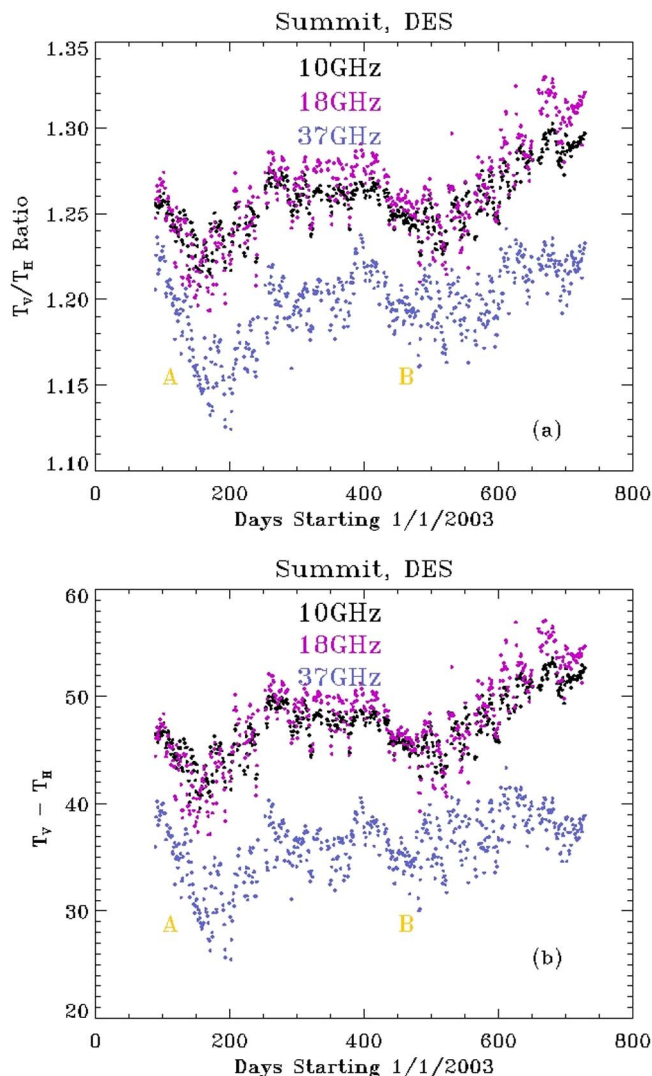 Summit, DES
1.35
10GHz
18GHz
37GHz
1.30
1.25
T_V/T_H Ratio
1.20
1.15
A
B
(a)
1.10
0 200 400 600 800
Days Starting 1/1/2003
Summit, DES
60
10GHz
18GHz
37GHz
50
T_V − T_H
40
30
A
B
(b)
20
0 200 400 600 800
Days Starting 1/1/2003